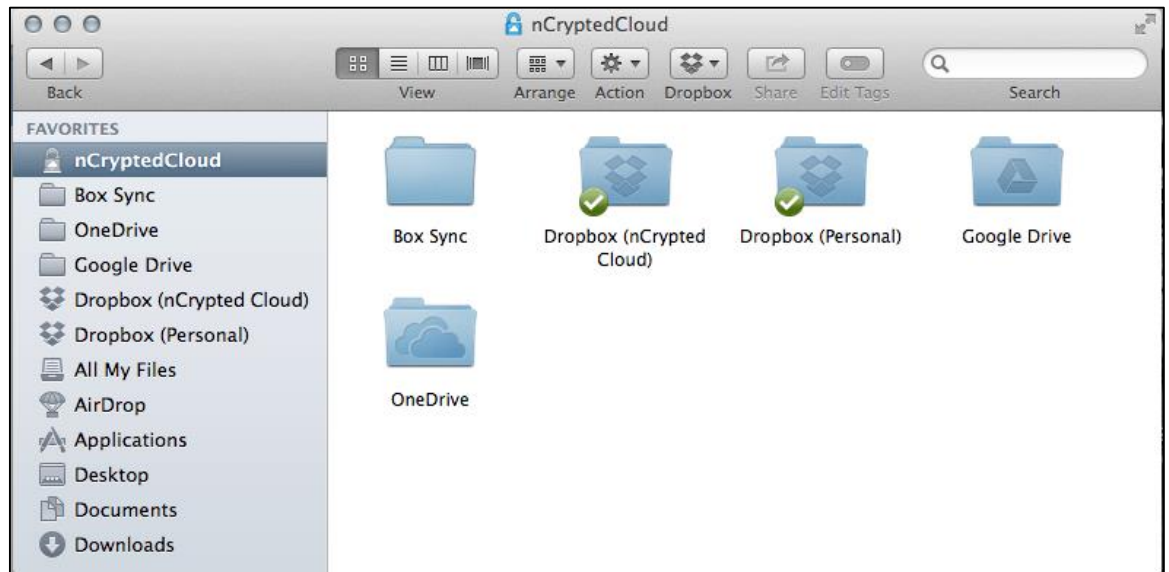 nCryptedCloud
Back
View
Arrange
Action
Dropbox
Share
Edit Tags
Search
FAVORITES
nCryptedCloud
Box Sync
OneDrive
Google Drive
Dropbox (nCrypted Cloud)
Dropbox (Personal)
All My Files
AirDrop
Applications
Desktop
Documents
Downloads
Box Sync
Dropbox (nCrypted
Cloud)
Dropbox (Personal)
Google Drive
OneDrive